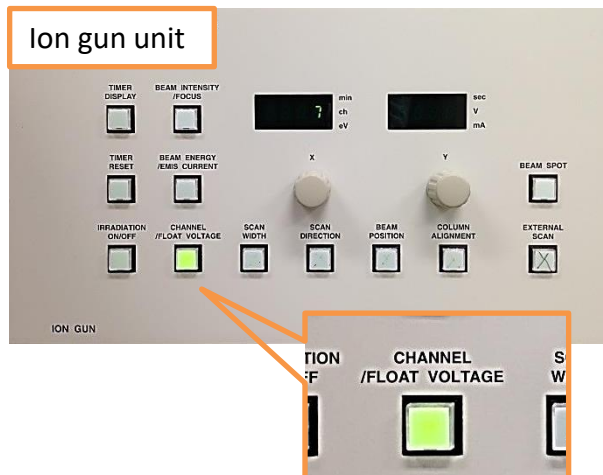 Ion gun unit
TIMER
DISPLAY
BEAM INTENSITY
/FOCUS
7
min
ch
eV
sec
V
mA
TIMER
RESET
BEAM ENERGY
/EMIS CURRENT
X
Y
BEAM SPOT
IRRADIATION
ON/OFF
CHANNEL
/FLOAT VOLTAGE
SCAN
WIDTH
SCAN
DIRECTION
BEAM
POSITION
COLUMN
ALIGNMENT
EXTERNAL
SCAN
ION GUN
TION
FF
CHANNEL
/FLOAT VOLTAGE
S
W